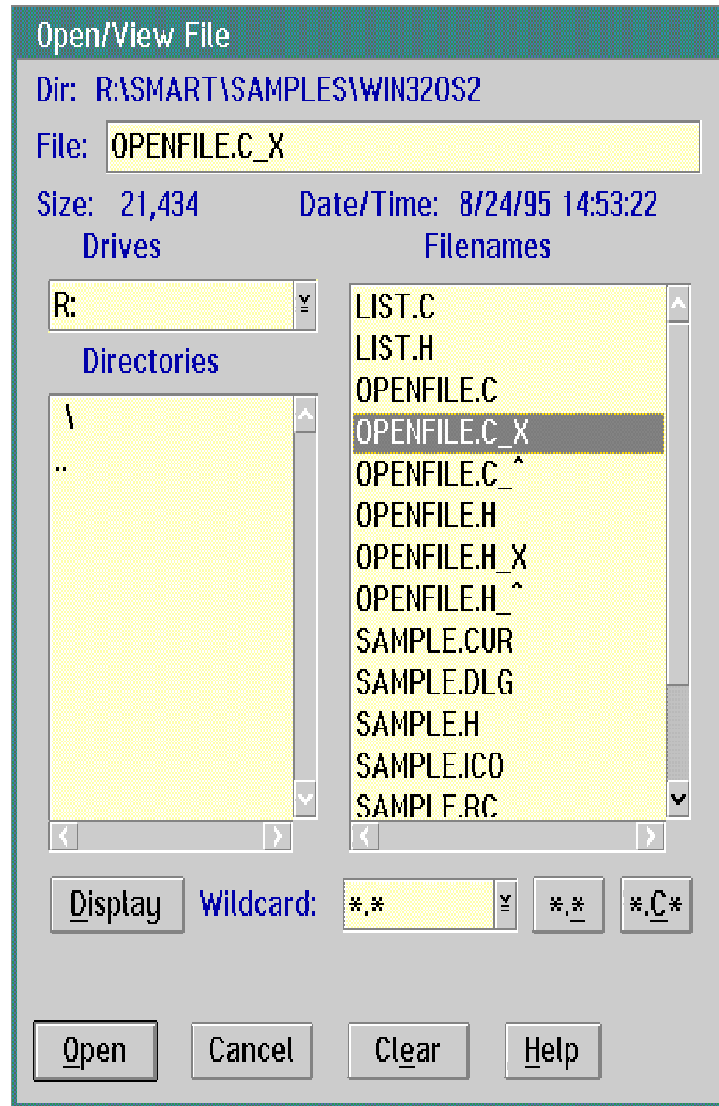 Open/View File
Dir: R:\SMART\SAMPLES\WIN32OS2
File: OPENFILE.C_X
Size: 21,434 Date/Time: 8/24/95 14:53:22
Drives
R:
Directories
\
..
Filenames
LIST.C
LIST.H
OPENFILE.C
OPENFILE.C_X
OPENFILE.C_^
OPENFILE.H
OPENFILE.H_X
OPENFILE.H_^
SAMPLE.CUR
SAMPLE.DLG
SAMPLE.H
SAMPLE.ICO
SAMPLE.RC
Display Wildcard: *.* *.* *.C*
Open Cancel Clear Help